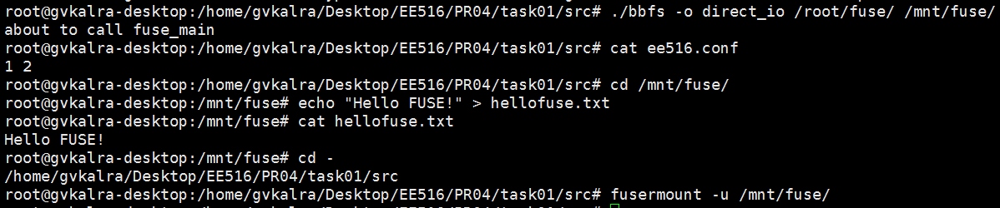 root@gvkalra-desktop:/home/gvkalra/Desktop/EE516/PR04/task01/src# ./bbfs -o direct_io /root/fuse/ /mnt/fuse/
about to call fuse_main
root@gvkalra-desktop:/home/gvkalra/Desktop/EE516/PR04/task01/src# cat ee516.conf
1 2
root@gvkalra-desktop:/home/gvkalra/Desktop/EE516/PR04/task01/src# cd /mnt/fuse/
root@gvkalra-desktop:/mnt/fuse# echo "Hello FUSE!" > hellofuse.txt
root@gvkalra-desktop:/mnt/fuse# cat hellofuse.txt
Hello FUSE!
root@gvkalra-desktop:/mnt/fuse# cd -
/home/gvkalra/Desktop/EE516/PR04/task01/src
root@gvkalra-desktop:/home/gvkalra/Desktop/EE516/PR04/task01/src# fusermount -u /mnt/fuse/